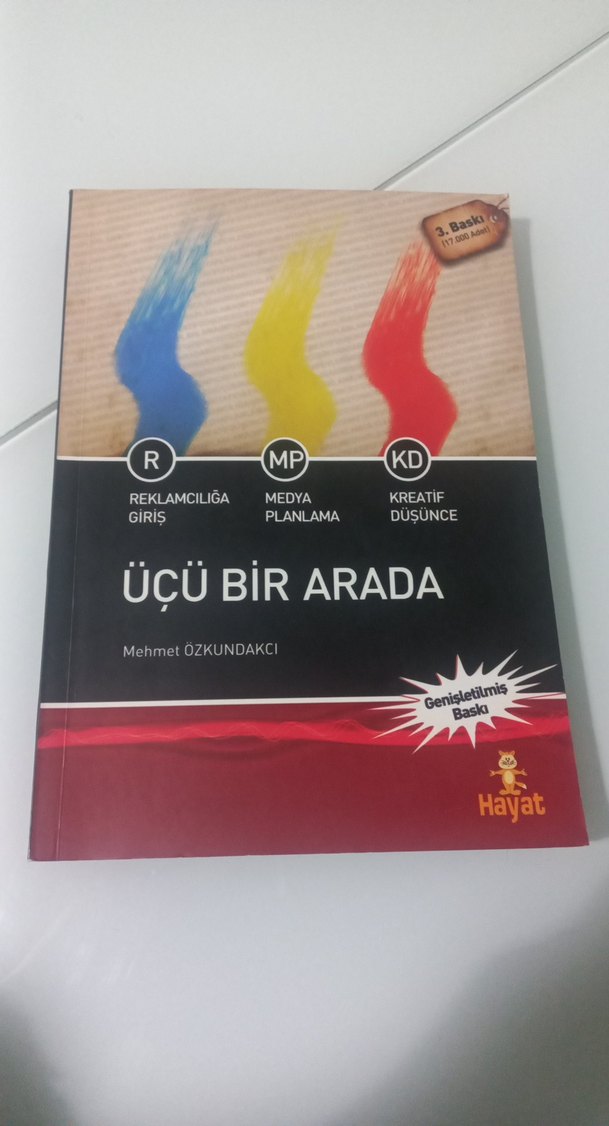 3. Baskı
(17.000 Adet)
R
MP
KD
REKLAMCILIĞA
GİRİŞ
MEDYA
PLANLAMA
KREATİF
DÜŞÜNCE
ÜÇÜ BİR ARADA
Mehmet ÖZKUNDAKCI
Genişletilmiş
Baskı
Hayat